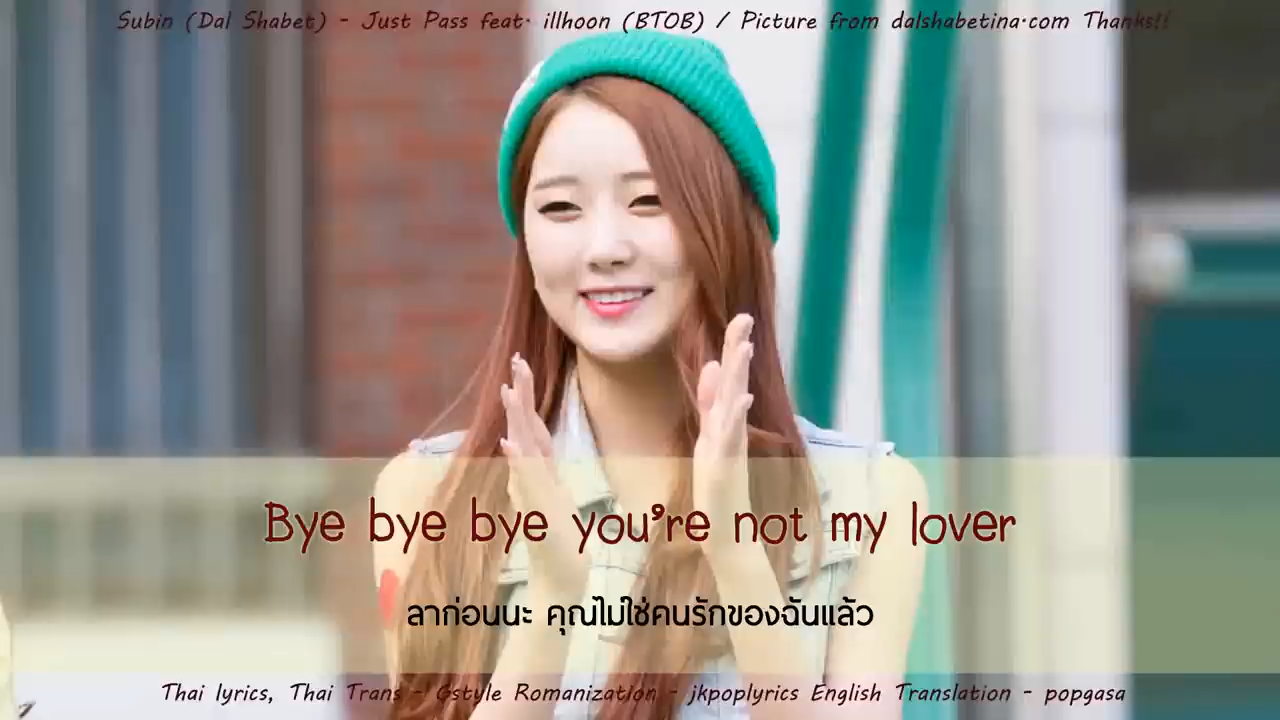 Subin (Dal Shabet) - Just Pass feat. illhoon (BTOB) / Picture from dalshabetina.com Thanks!!
Bye bye bye you're not my lover
ลาก่อนนะ คุณไม่ใช่คนรักของฉันแล้ว
Thai lyrics, Thai Trans - Gstyle Romanization - jkpoplyrics English Translation - popgasa